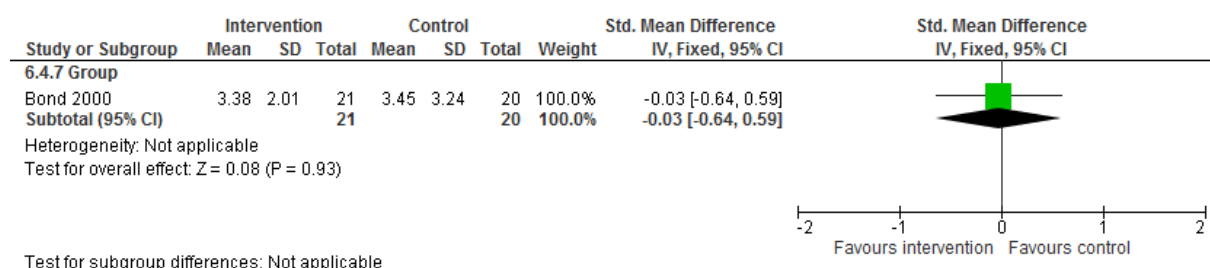 Intervention Control Std. Mean Difference Std. Mean Difference
Study or Subgroup Mean SD Total Mean SD Total Weight IV, Fixed, 95% CI IV, Fixed, 95% CI
6.4.7 Group
Bond 2000 3.38 2.01 21 3.45 3.24 20 100.0% -0.03 [-0.64, 0.59]
Subtotal (95% CI) 21 20 100.0% -0.03 [-0.64, 0.59]
Heterogeneity: Not applicable
Test for overall effect: Z = 0.08 (P = 0.93)
-2 -1 0 1 2
Favours intervention Favours control
Test for subgroup differences: Not applicable